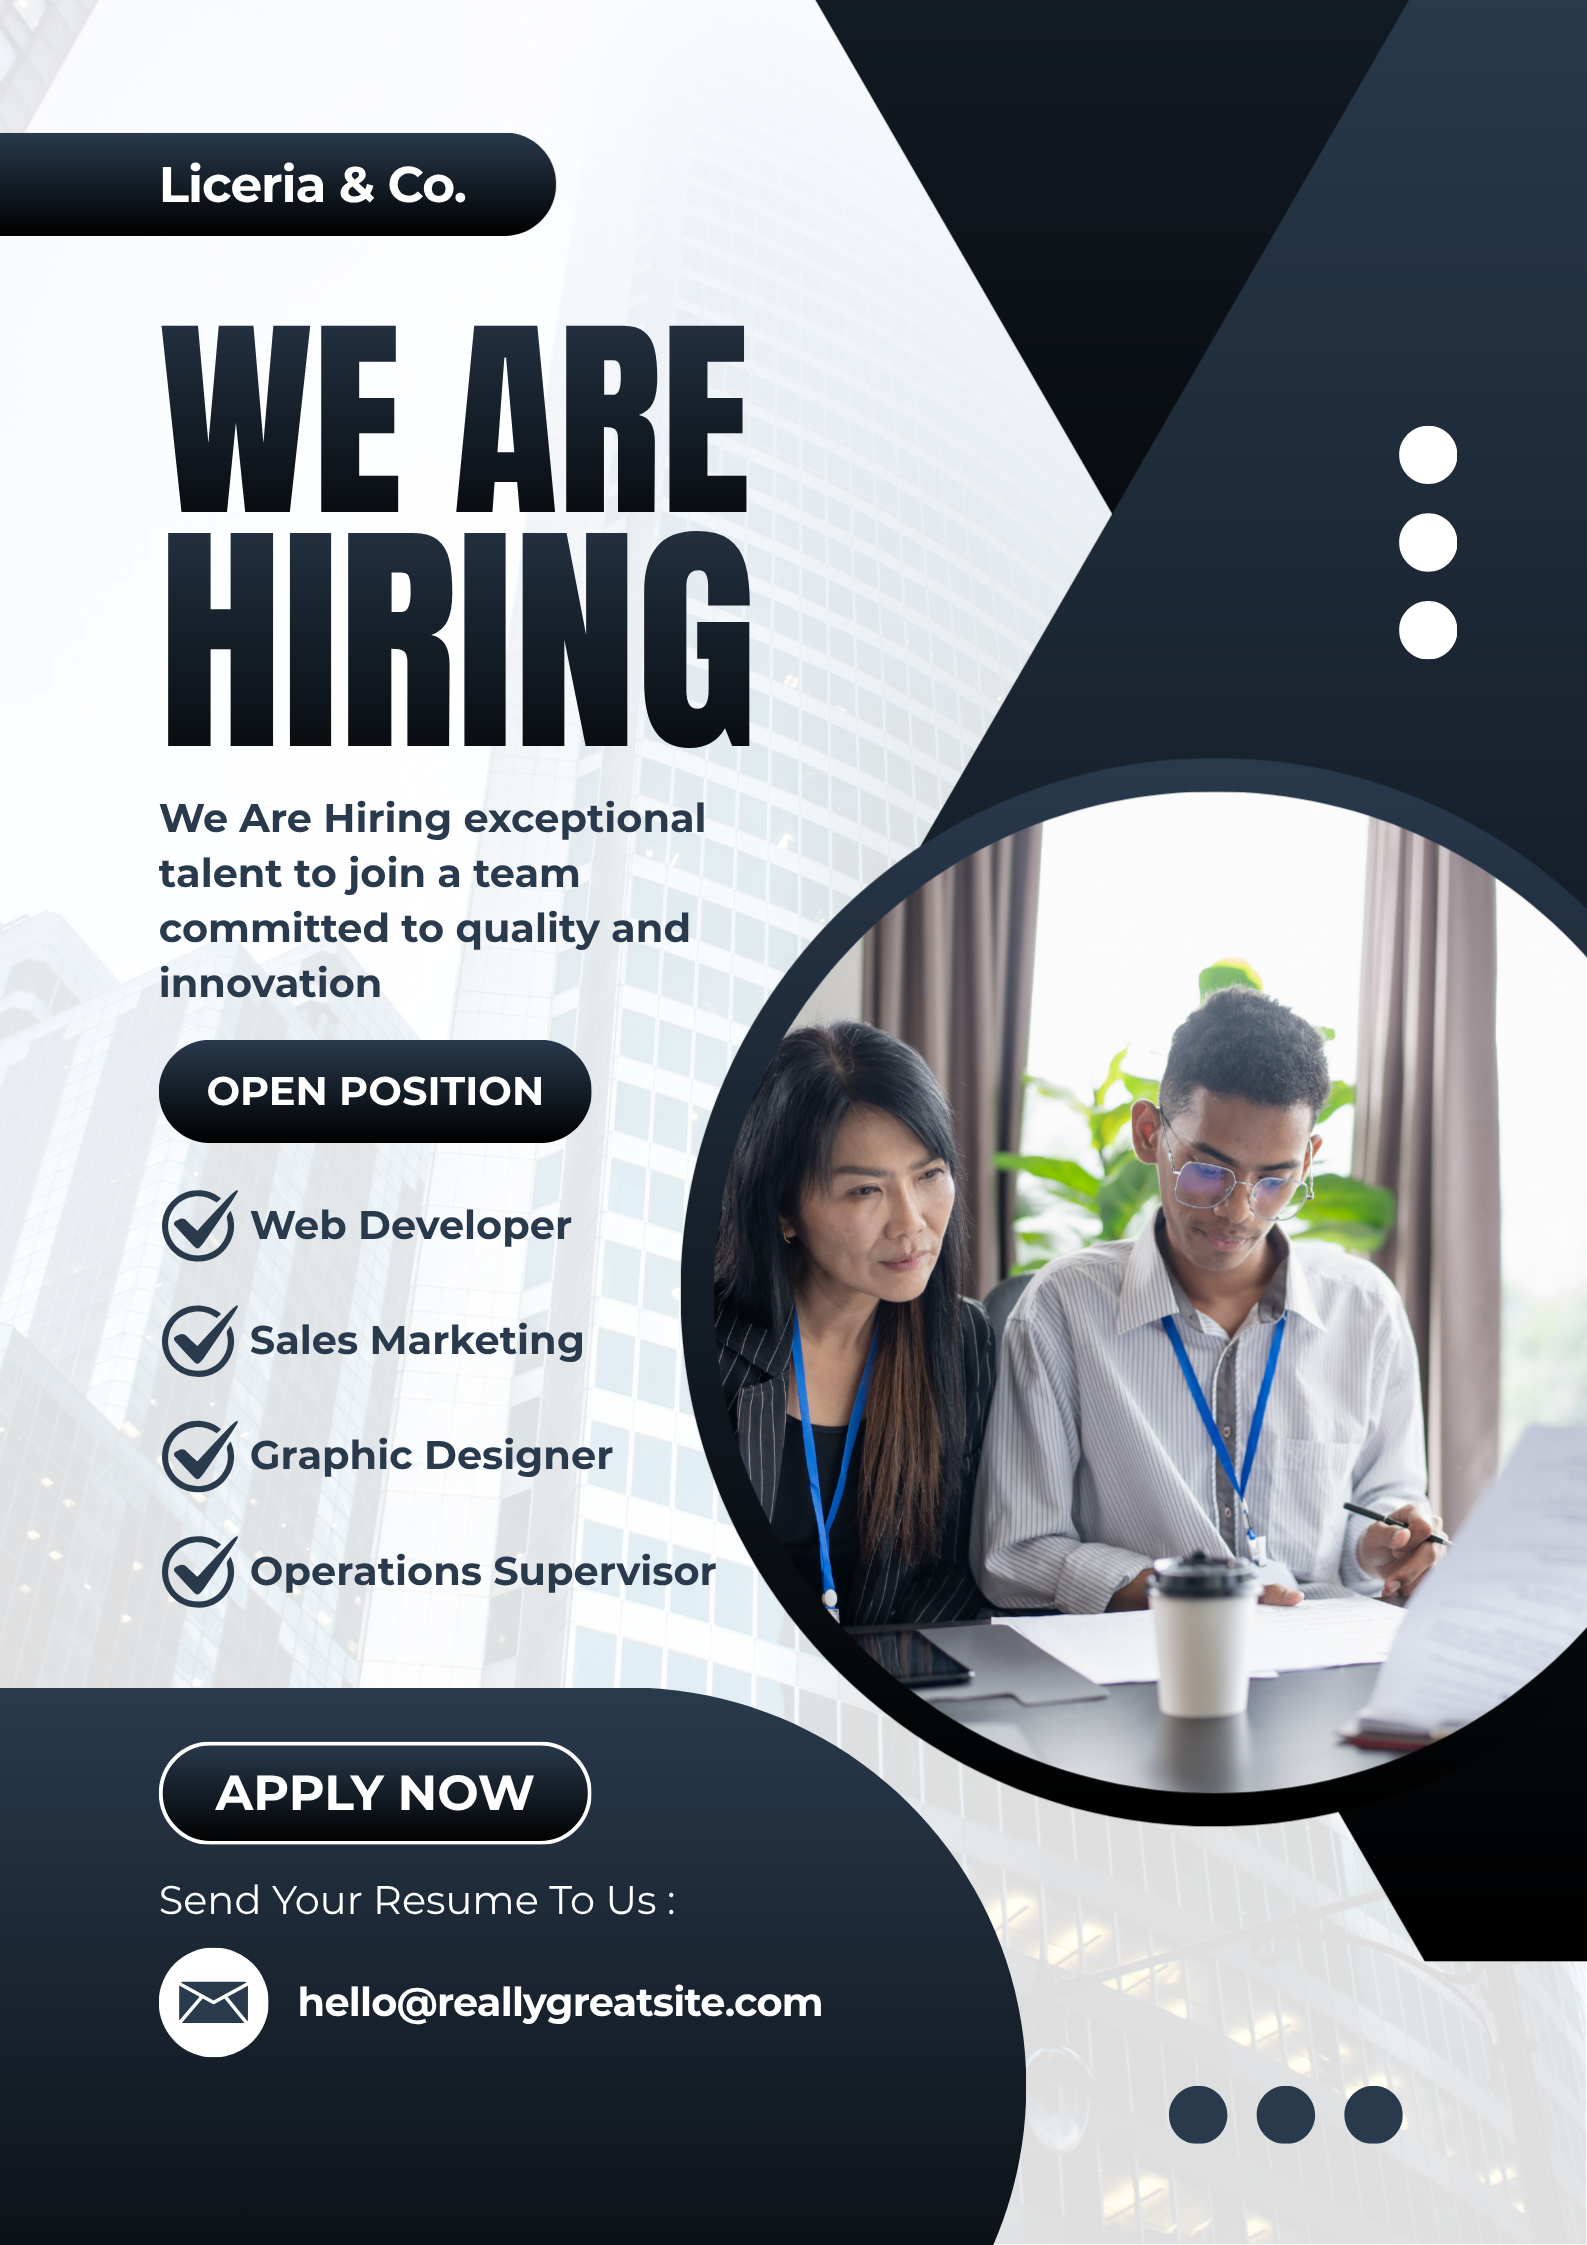 Liceria & Co.
WE ARE
HIRING
We Are Hiring exceptional
talent to join a team
committed to quality and
innovation
OPEN POSITION
Web Developer
Sales Marketing
Graphic Designer
Operations Supervisor
APPLY NOW
Send Your Resume To Us :
hello@reallygreatsite.com